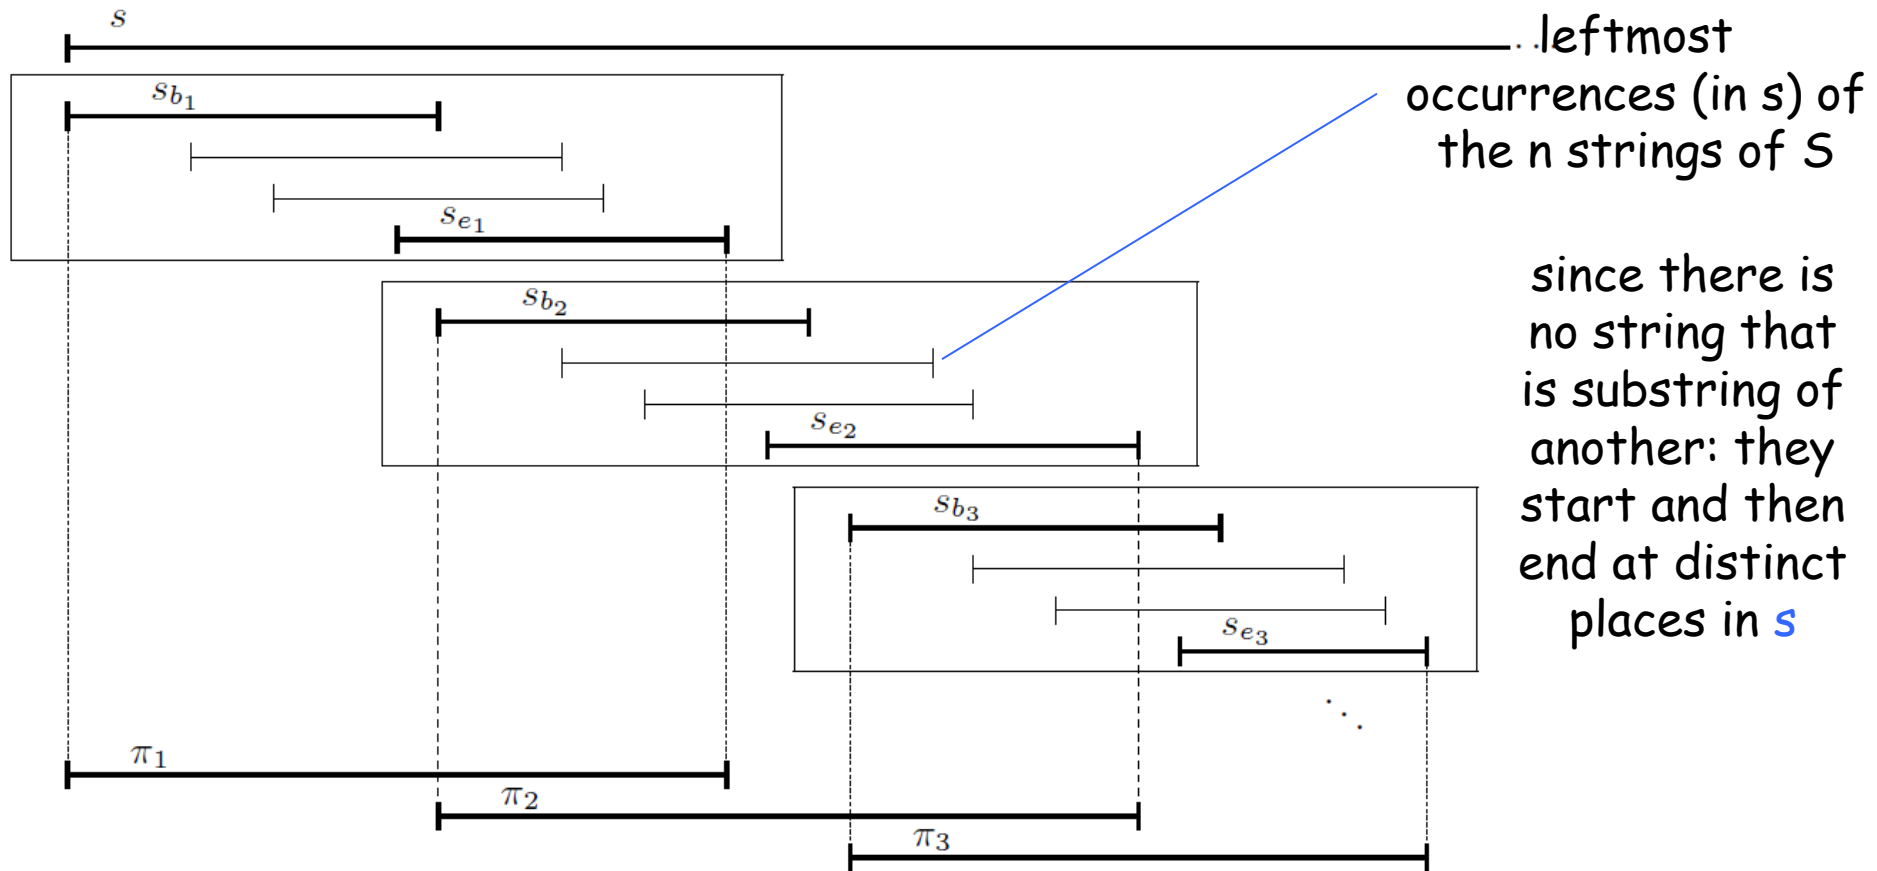 s
. . .leftmost
occurrences (in s) of
the n strings of S
s_{b_1}
s_{e_1}
s_{b_2}
s_{e_2}
s_{b_3}
s_{e_3}
since there is
no string that
is substring of
another: they
start and then
end at distinct
places in s
π_1
π_2
π_3